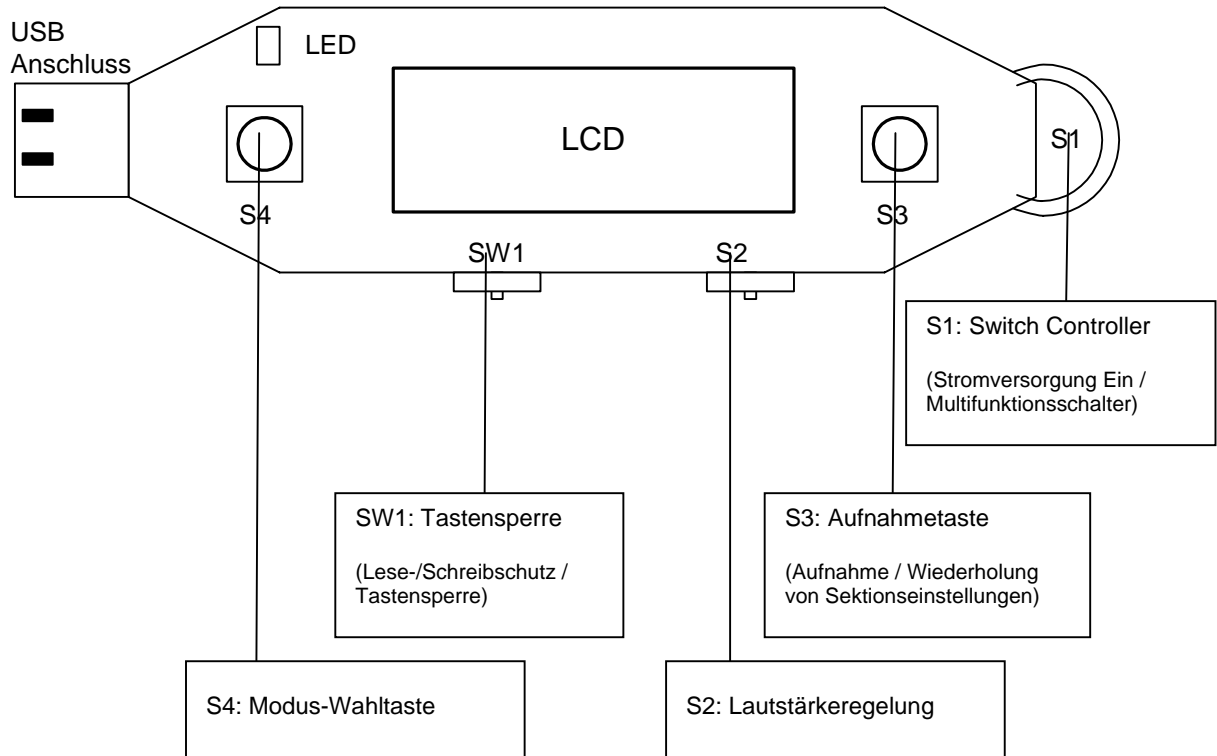 USB
Anschluss
LED
LCD
S1
S4
S3
SW1
S2
S1: Switch Controller
(Stromversorgung Ein /
Multifunktionsschalter)
SW1: Tastensperre
(Lese-/Schreibschutz /
Tastensperre)
S3: Aufnahmetaste
(Aufnahme / Wiederholung
von Sektionseinstellungen)
S4: Modus-Wahltaste
S2: Lautstärkeregelung